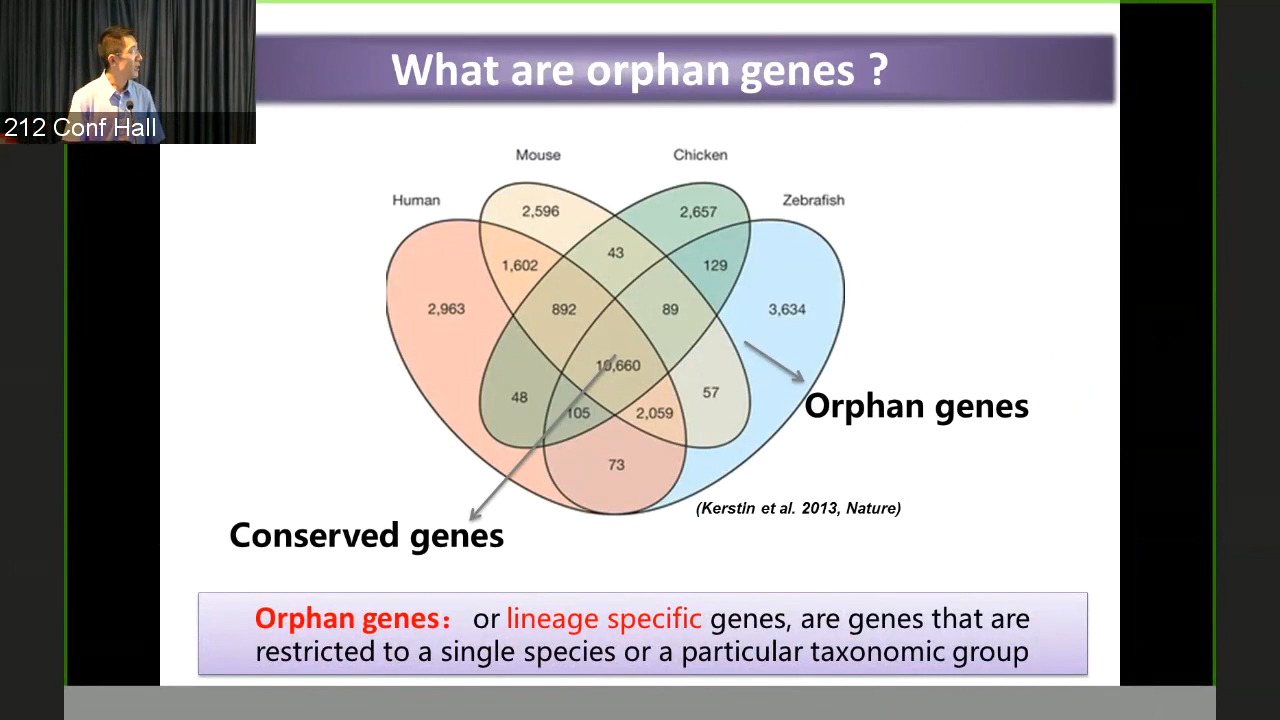 What are orphan genes ?
212 Conf Hall
Mouse
Chicken
Human
Zebrafish
2,596
2,657
43
1,602
129
2,963
892
89
3,634
10,660
48
57
105
2,059
Orphan genes
73
(Kerstin et al. 2013, Nature)
Conserved genes
Orphan genes： or lineage specific genes, are genes that are
restricted to a single species or a particular taxonomic group